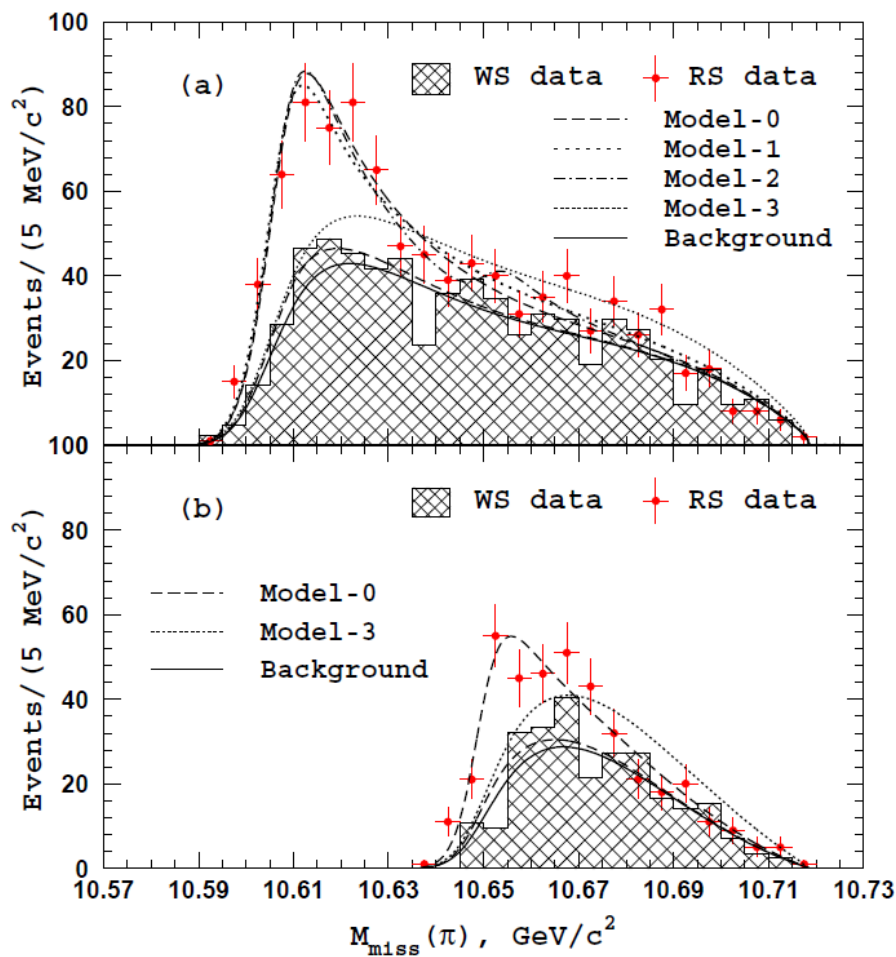 100
80
60
40
20
Events/(5 MeV/c²)
(a)
WS data
RS data
Model-0
Model-1
Model-2
Model-3
Background
100
80
60
40
20
0
Events/(5 MeV/c²)
(b)
WS data
RS data
Model-0
Model-3
Background
10.57 10.59 10.61 10.63 10.65 10.67 10.69 10.71 10.73
M_miss(π), GeV/c²